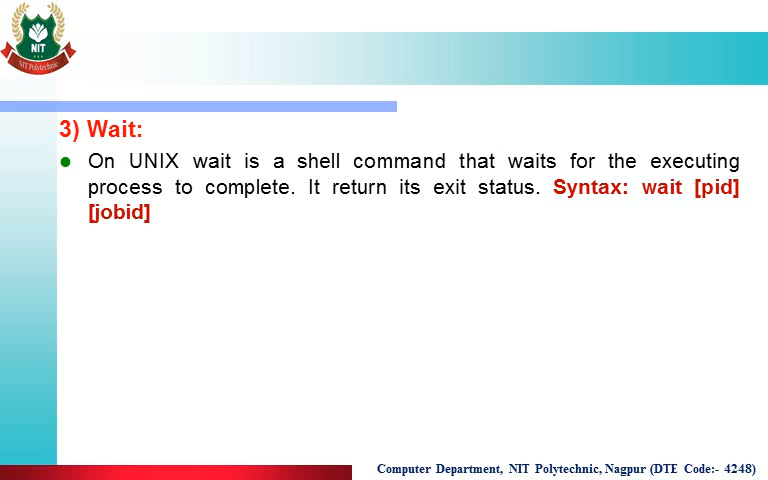 NIT
NIT Polytechnic
3) Wait:
On UNIX wait is a shell command that waits for the executing
process to complete. It return its exit status. Syntax: wait [pid]
[jobid]
Computer Department, NIT Polytechnic, Nagpur (DTE Code:- 4248)